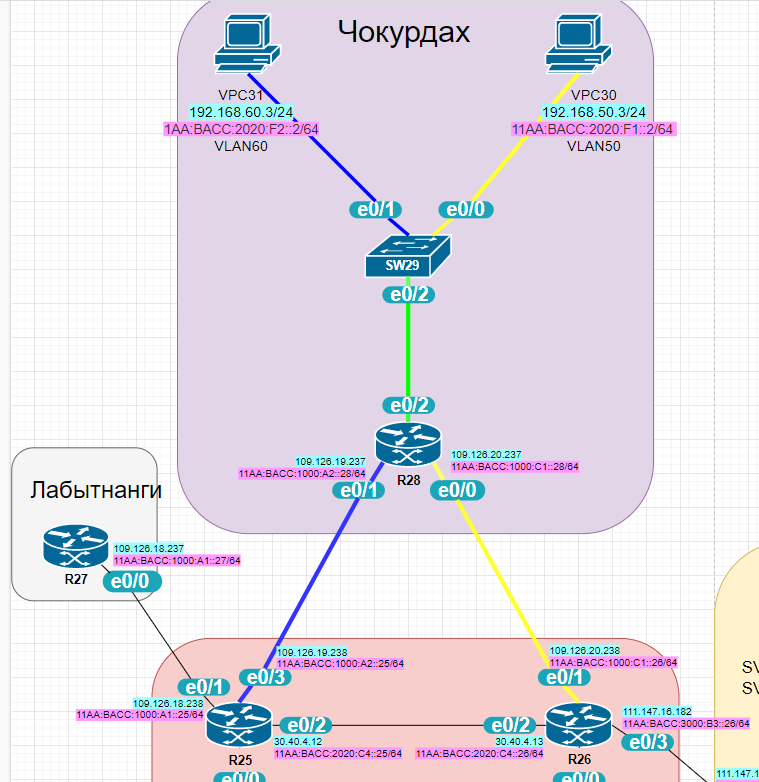 Чокурдах
VPC31
192.168.60.3/24
1AA:BACC:2020:F2::2/64
VLAN60
VPC30
192.168.50.3/24
11AA:BACC:2020:F1::2/64
VLAN50
e0/1
e0/0
SW29
e0/2
e0/2
109.126.19.237
11AA:BACC:1000:A2::28/64
109.126.20.237
11AA:BACC:1000:C1::28/64
R28
e0/1
e0/0
Лабытнанги
109.126.18.237
11AA:BACC:1000:A1::27/64
R27
e0/0
109.126.19.238
11AA:BACC:1000:A2::25/64
109.126.20.238
11AA:BACC:1000:C1::26/64
e0/3
e0/1
e0/1
109.126.18.238
11AA:BACC:1000:A1::25/64
111.147.16.182
11AA:BACC:3000:B3::26/64
e0/2
e0/2
e0/3
30.40.4.12
11AA:BACC:2020:C4::25/64
30.40.4.13
11AA:BACC:2020:C4::26/64
R25
R26
e0/0
e0/0
SV
SV
111.147.1